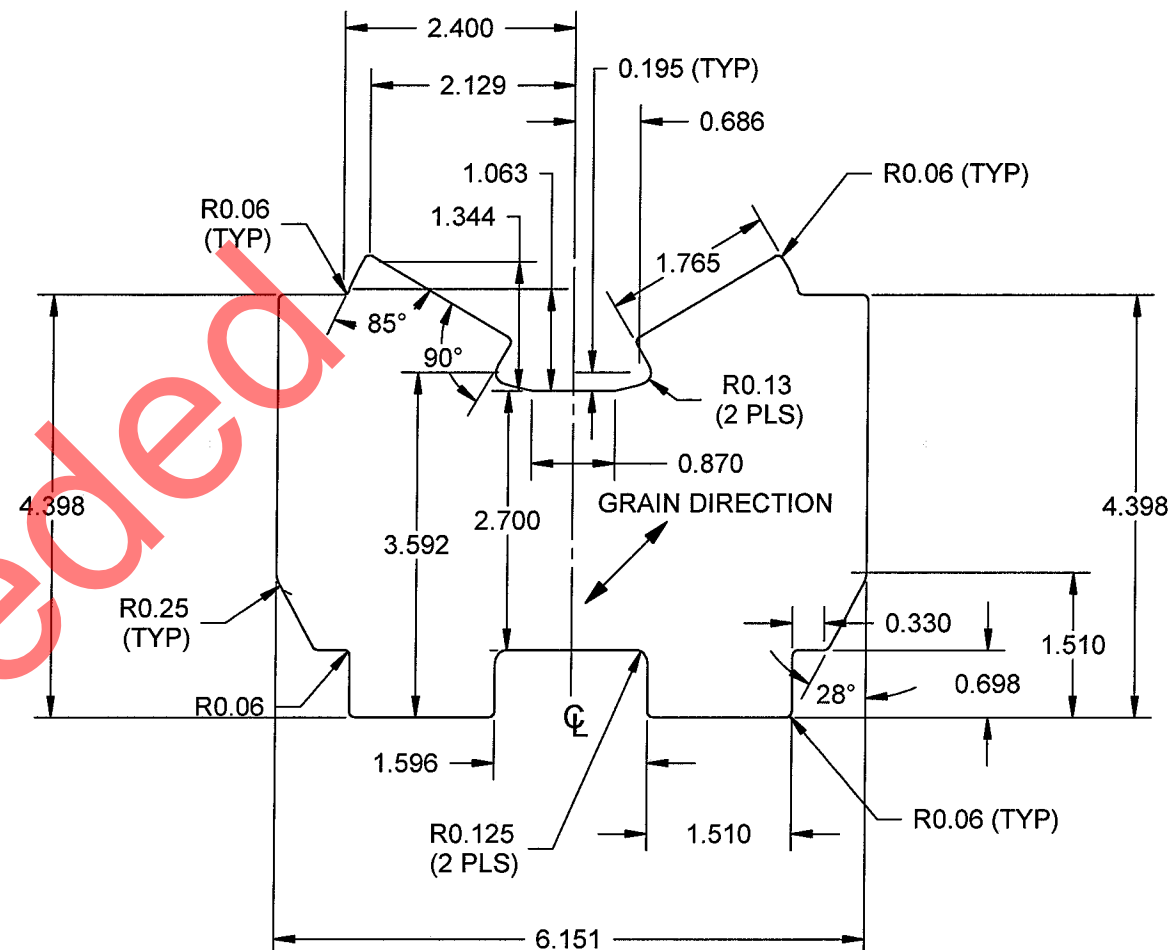 2.400
2.129
0.195 (TYP)
0.686
1.063
1.344
R0.06 (TYP)
R0.06
(TYP)
1.765
85°
90°
R0.13
(2 PLS)
0.870
GRAIN DIRECTION
4.398
2.700
3.592
4.398
R0.25
(TYP)
0.330
1.510
28°
0.698
R0.06
℄
1.596
R0.125
(2 PLS)
1.510
R0.06 (TYP)
6.151
eded